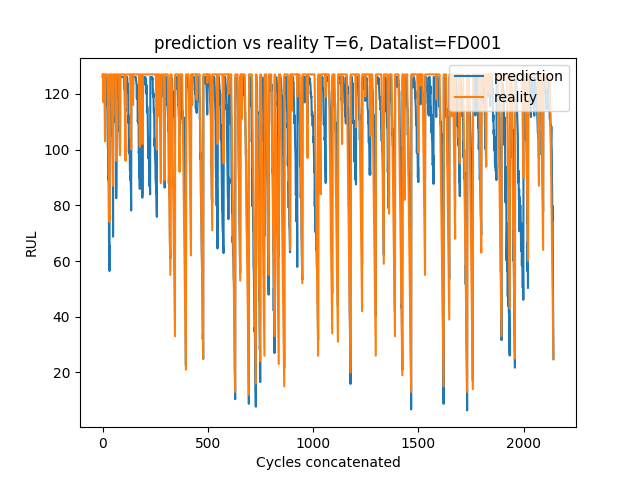 prediction vs reality T=6, Datalist=FD001
prediction
reality
RUL
120
100
80
60
40
20
0
500
1000
1500
2000
Cycles concatenated